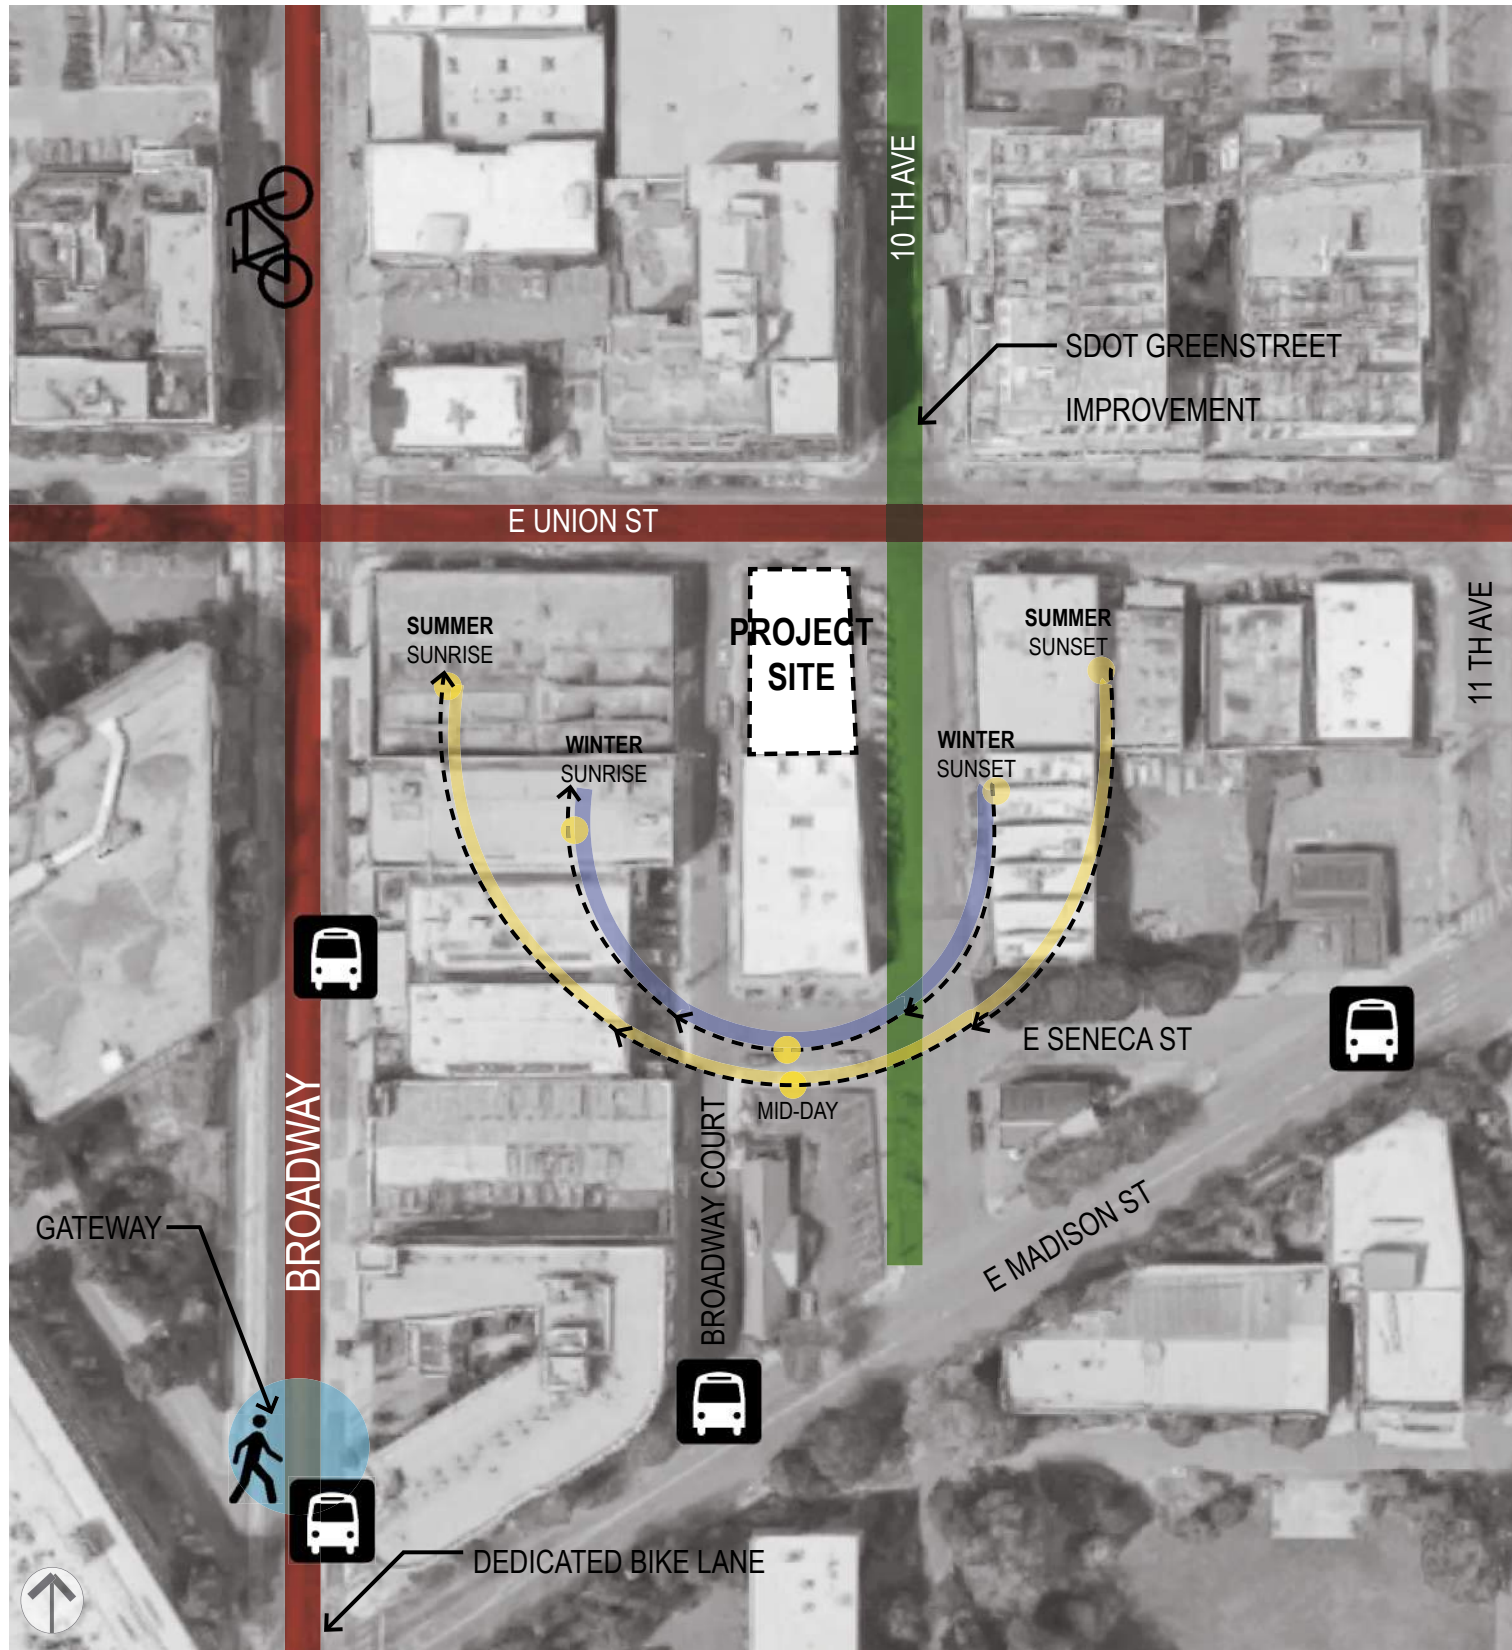 10 TH AVE
SDOT GREENSTREET
IMPROVEMENT
E UNION ST
11 TH AVE
SUMMER
SUNRISE
PROJECT
SITE
SUMMER
SUNSET
WINTER
SUNRISE
WINTER
SUNSET
E SENECA ST
MID-DAY
BROADWAY
BROADWAY COURT
E MADISON ST
GATEWAY
DEDICATED BIKE LANE